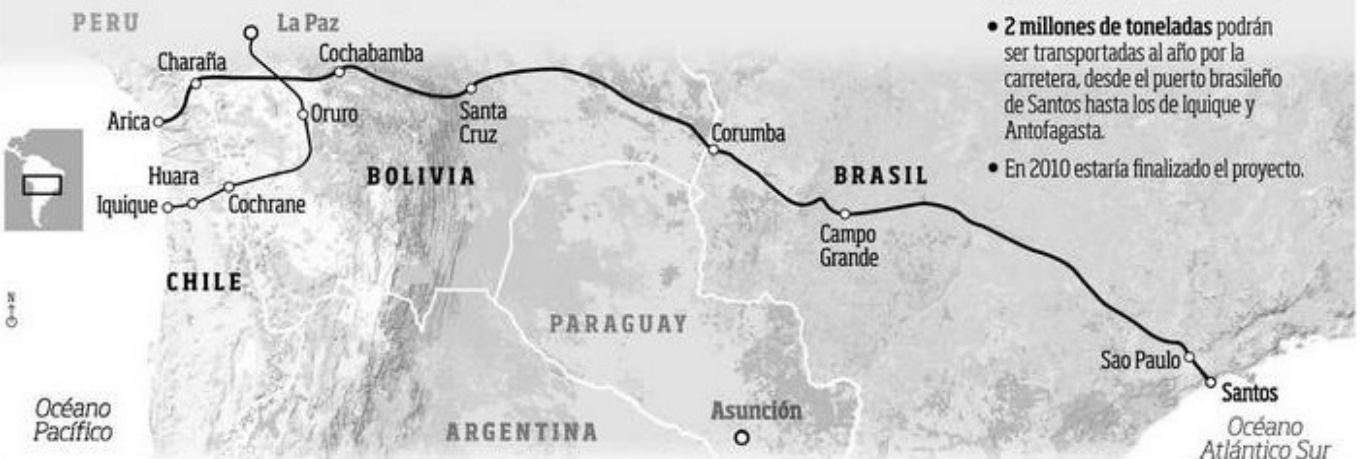 PERU
La Paz
Charaña
Cochabamba
Arica
Oruro
Santa
Cruz
Corumba
Huara
Iquique
Cochrane
BOLIVIA
BRASIL
Campo
Grande
CHILE
N
PARAGUAY
Sao Paulo
Santos
Océano
Pacífico
Asunción
ARGENTINA
Océano
Atlántico Sur
• 2 millones de toneladas podrán
ser transportadas al año por la
carretera, desde el puerto brasileño
de Santos hasta los de Iquique y
Antofagasta.
• En 2010 estaría finalizado el proyecto.